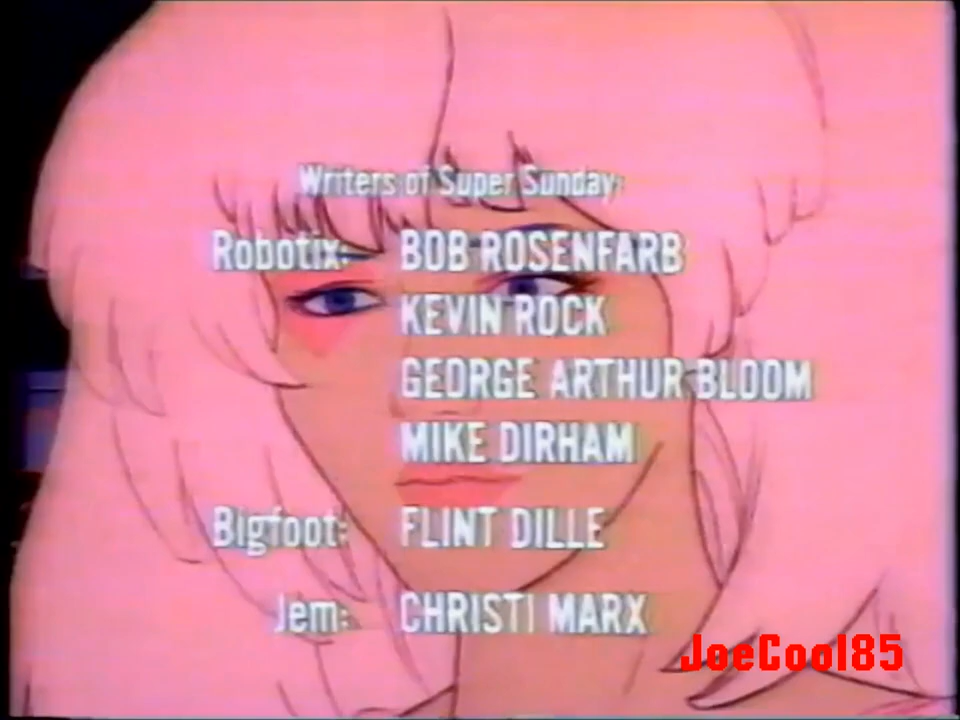 Writers of Super Sunday:
Robotix: BOB ROSENFARB
KEVIN ROCK
GEORGE ARTHUR BLOOM
MIKE DIRHAM
Bigfoot: FLINT DILLE
Jem: CHRISTI MARX
JoeCool85